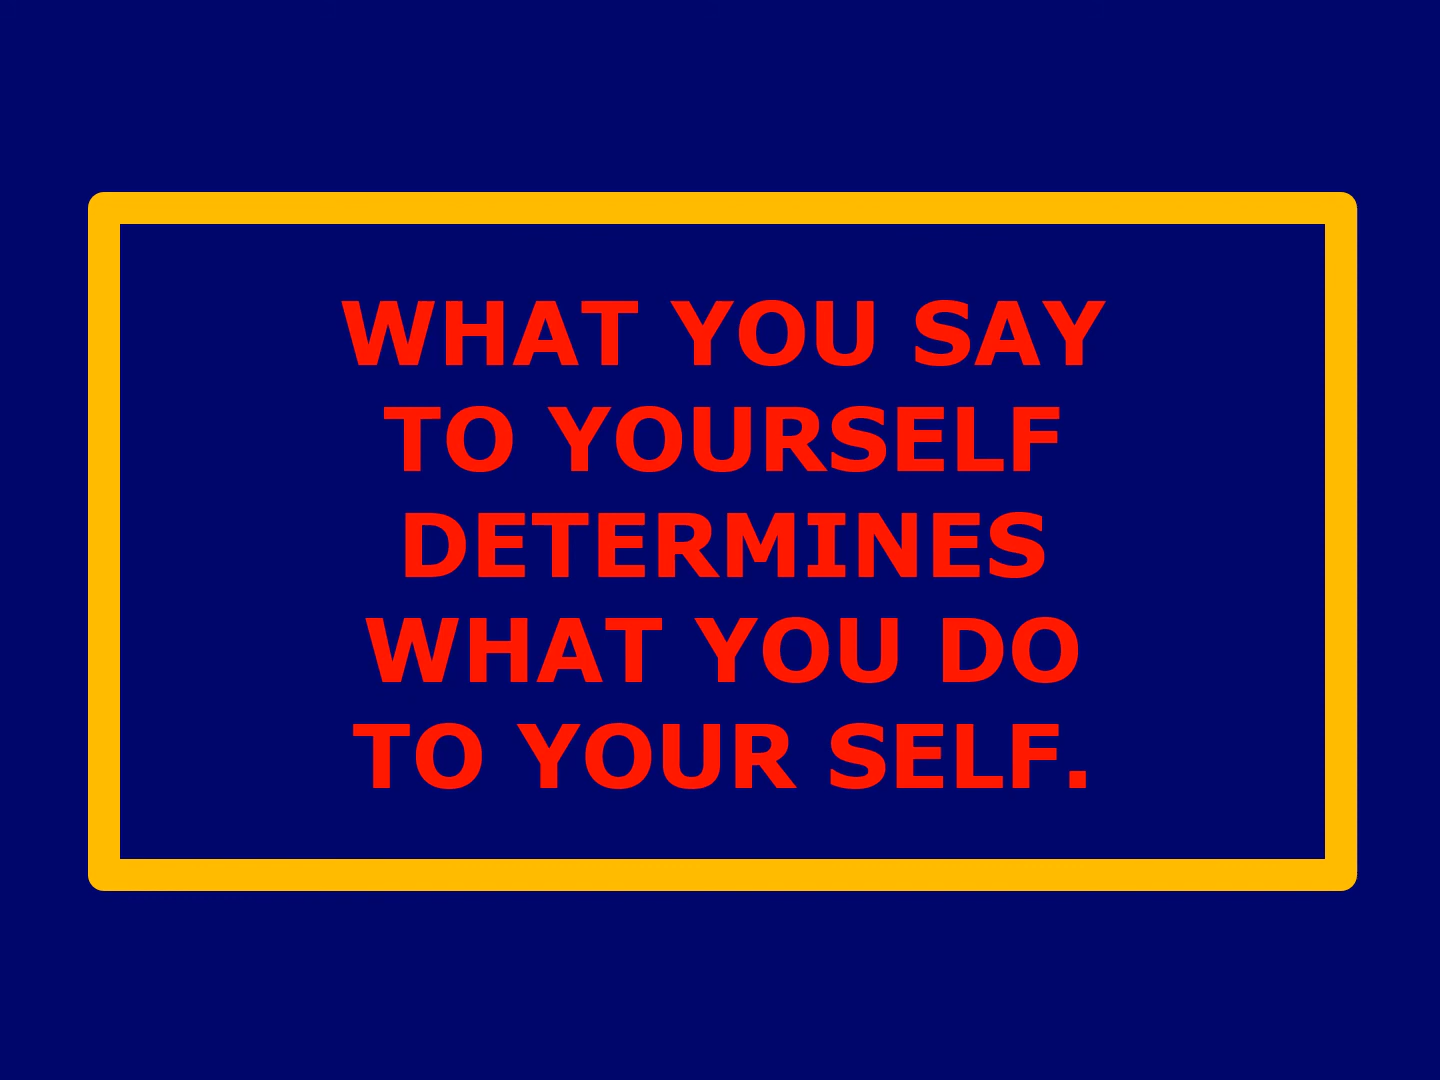 WHAT YOU SAY
TO YOURSELF
DETERMINES
WHAT YOU DO
TO YOUR SELF.